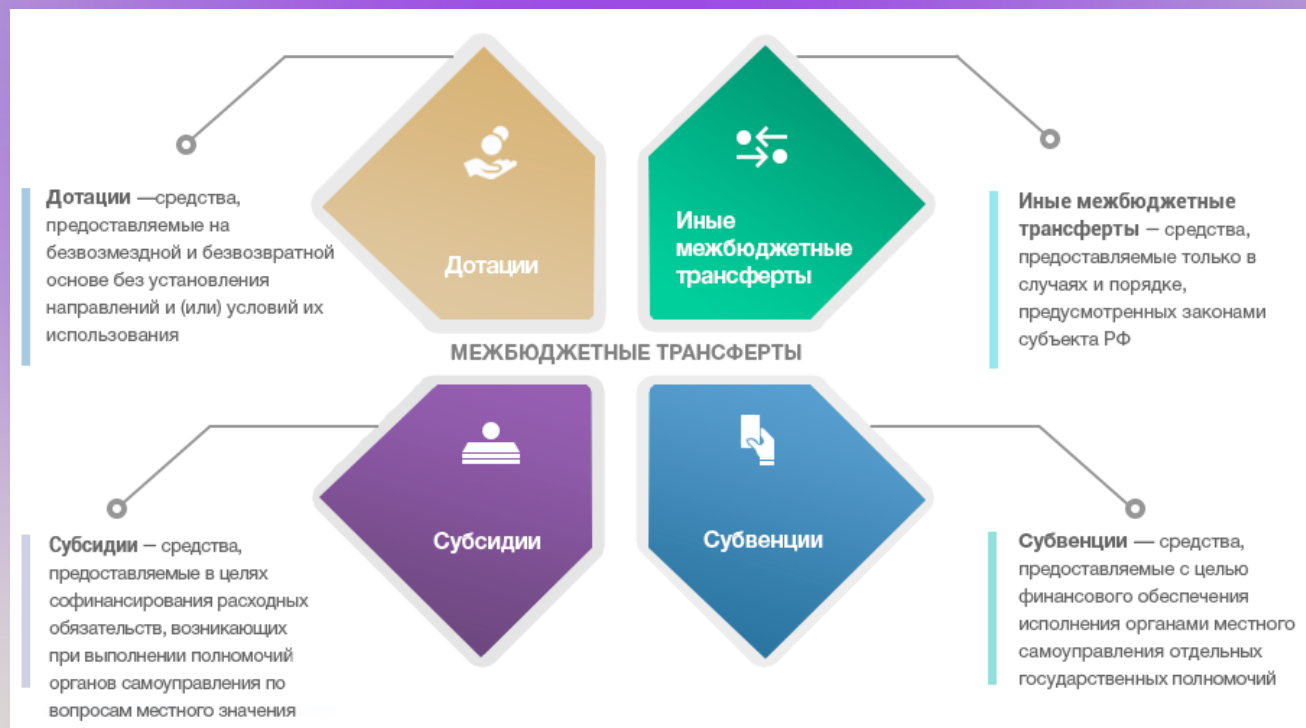 Дотации —средства,
предоставляемые на
безвозмездной и безвозвратной
основе без установления
направлений и (или) условий их
использования
Дотации
Иные
межбюджетные
трансферты
Иные межбюджетные
трансферты – средства,
предоставляемые только в
случаях и порядке,
предусмотренных законами
субъекта РФ
МЕЖБЮДЖЕТНЫЕ ТРАНСФЕРТЫ
Субсидии – средства,
предоставляемые в целях
софинансирования расходных
обязательств, возникающих
при выполнении полномочий
органов самоуправления по
вопросам местного значения
Субсидии
Субвенции
Субвенции — средства,
предоставляемые с целью
финансового обеспечения
исполнения органами местного
самоуправления отдельных
государственных полномочий